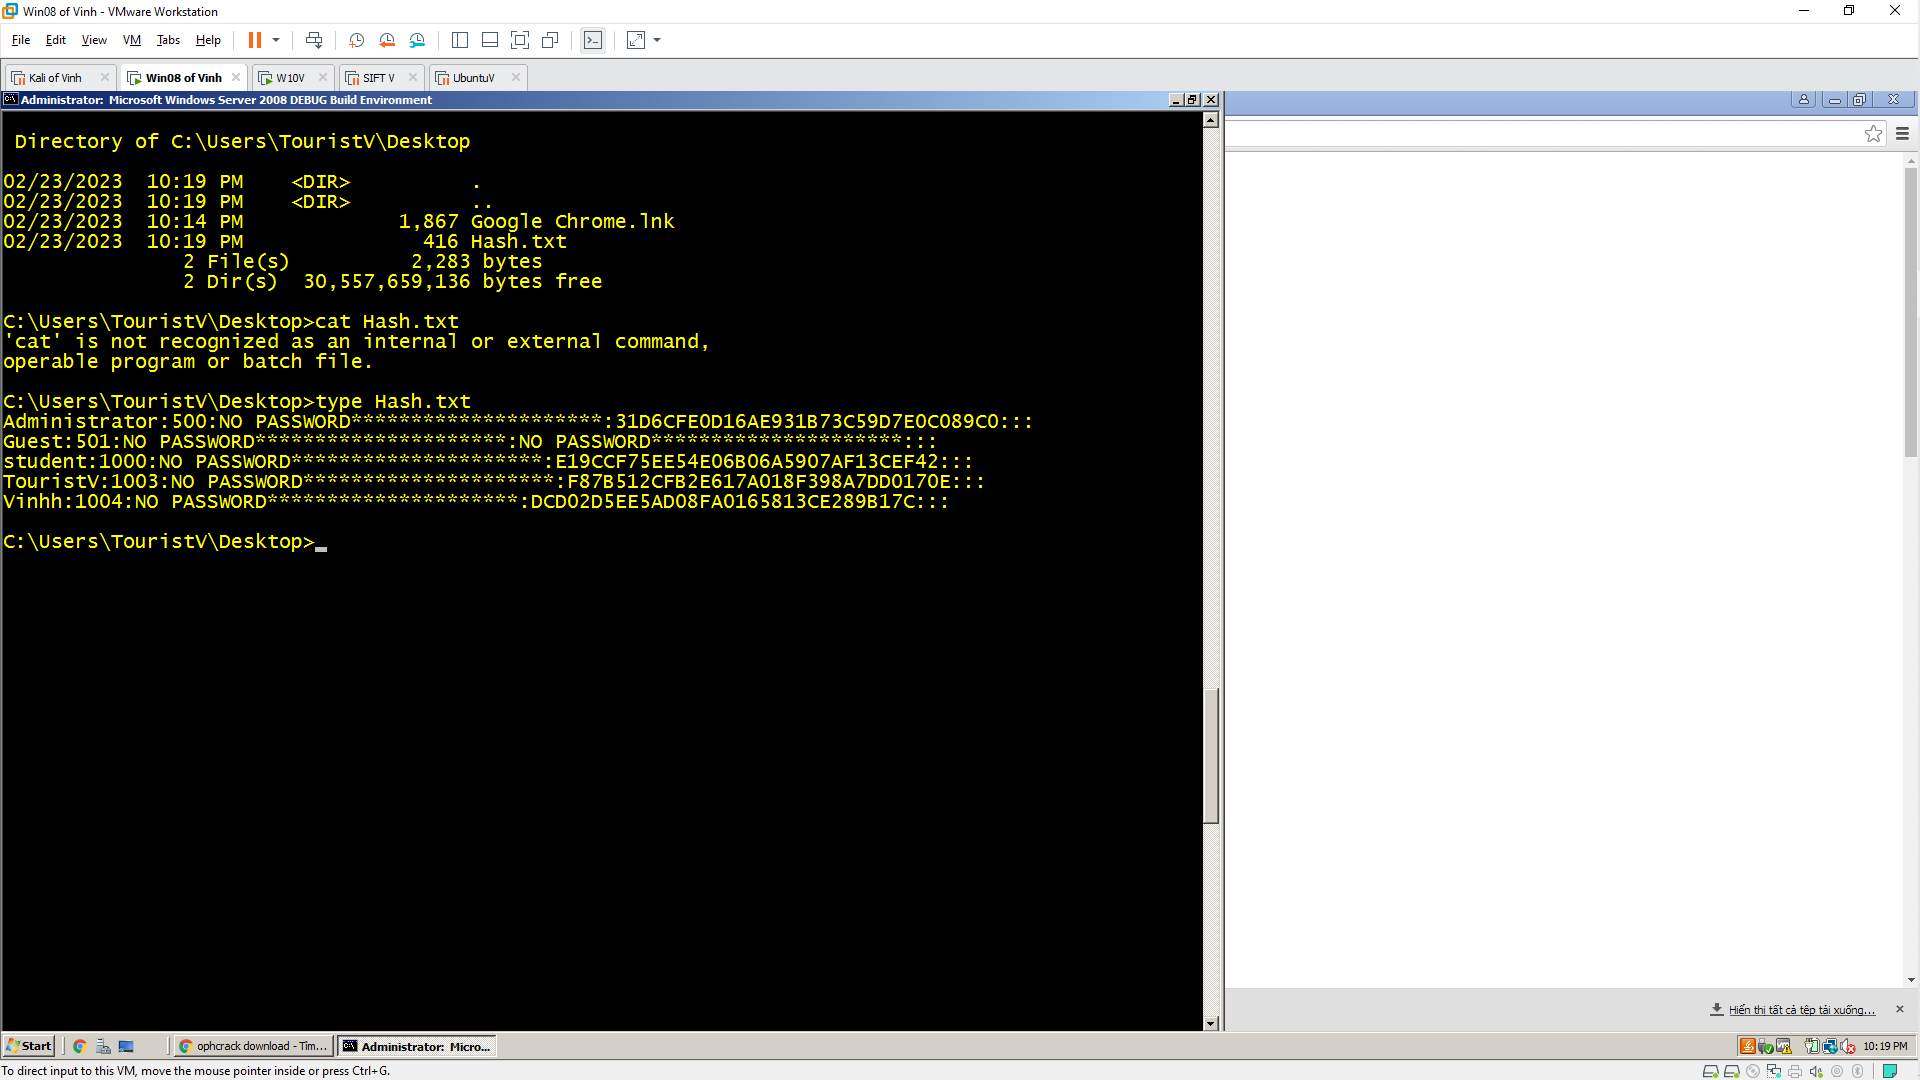 Win08 of Vinh - VMware Workstation
File Edit View VM Tabs Help
Kali of Vinh Win08 of Vinh W10V SIFT V UbuntuV
Administrator: Microsoft Windows Server 2008 DEBUG Build Environment
Directory of C:\Users\TouristV\Desktop
02/23/2023 10:19 PM <DIR> .
02/23/2023 10:19 PM <DIR> ..
02/23/2023 10:14 PM 1,867 Google Chrome.lnk
02/23/2023 10:19 PM 416 Hash.txt
2 File(s) 2,283 bytes
2 Dir(s) 30,557,659,136 bytes free
C:\Users\TouristV\Desktop>cat Hash.txt
'cat' is not recognized as an internal or external command,
operable program or batch file.
C:\Users\TouristV\Desktop>type Hash.txt
Administrator:500:NO PASSWORD*********************:31D6CFE0D16AE931B73C59D7E0C089C0:::
Guest:501:NO PASSWORD*********************:NO PASSWORD*********************:::
student:1000:NO PASSWORD*********************:E19CCF75EE54E06B06A5907AF13CEF42:::
TouristV:1003:NO PASSWORD*********************:F87B512CFB2E617A018F398A7DD0170E:::
Vinhh:1004:NO PASSWORD*********************:DCD02D5EE5AD08FA0165813CE289B17C:::
C:\Users\TouristV\Desktop>
Hiển thị tất cả tệp tải xuống...
Start ophcrack download - Tìm... Administrator: Micro... 10:19 PM
To direct input to this VM, move the mouse pointer inside or press Ctrl+G.